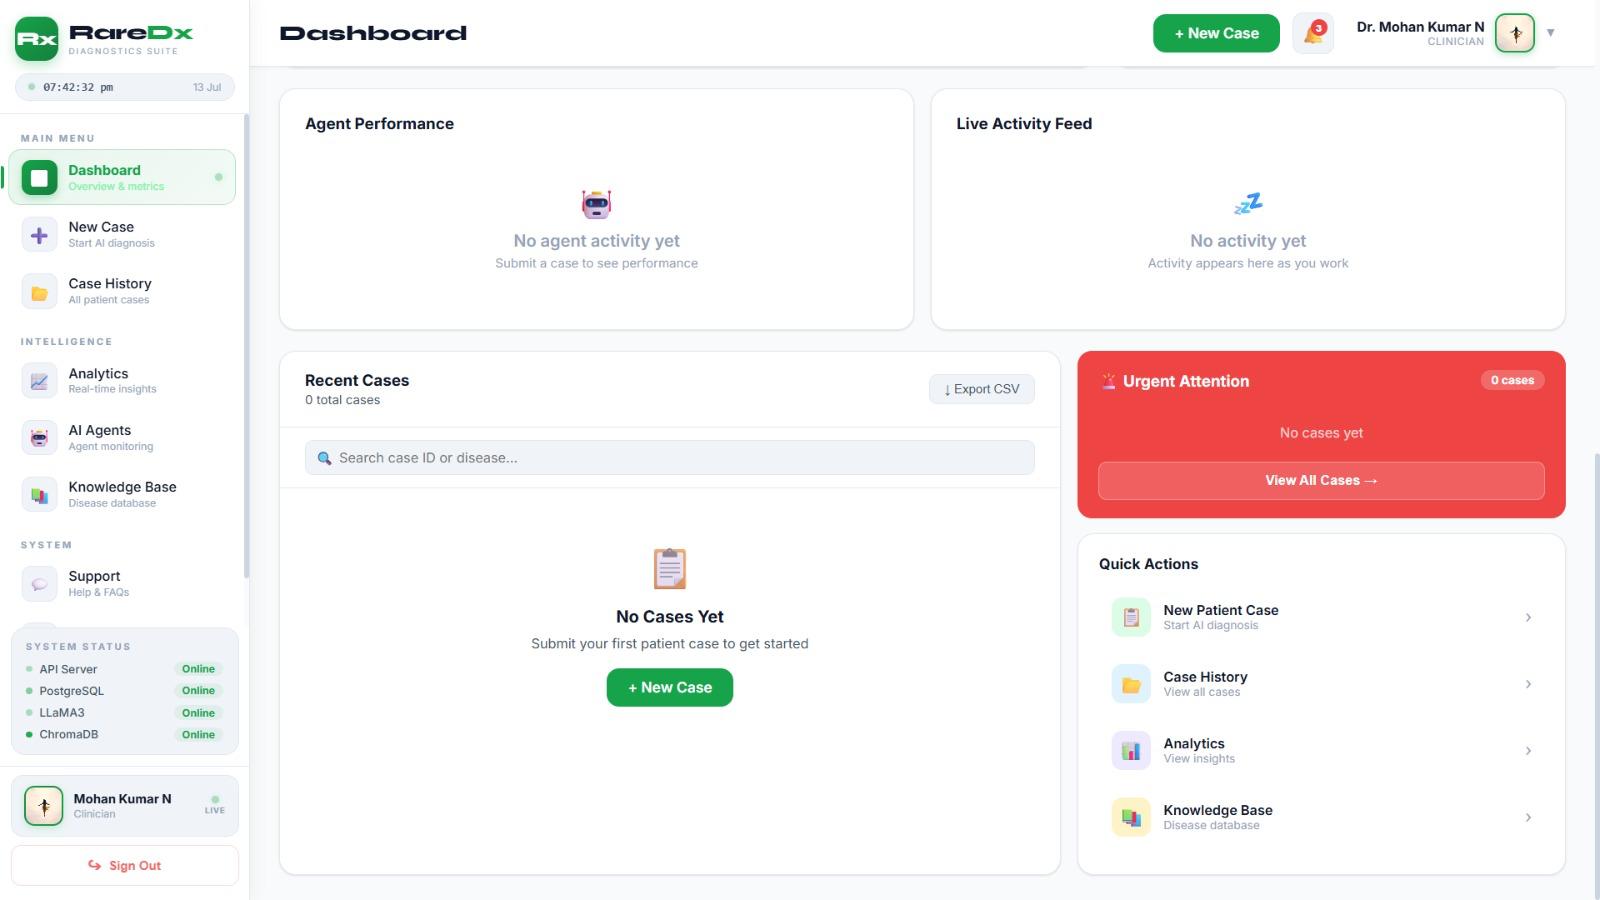 Rx
RareDx
DIAGNOSTICS SUITE
07:42:32 pm
13 Jul
MAIN MENU
Dashboard
Overview & metrics
New Case
Start AI diagnosis
Case History
All patient cases
INTELLIGENCE
Analytics
Real-time insights
AI Agents
Agent monitoring
Knowledge Base
Disease database
SYSTEM
Support
Help & FAQs
SYSTEM STATUS
API Server Online
PostgreSQL Online
LLaMA3 Online
ChromaDB Online
Mohan Kumar N
Clinician
LIVE
Sign Out
Dashboard
+ New Case
3
Dr. Mohan Kumar N
CLINICIAN
Agent Performance
No agent activity yet
Submit a case to see performance
Live Activity Feed
No activity yet
Activity appears here as you work
Recent Cases
0 total cases
↓ Export CSV
Search case ID or disease...
No Cases Yet
Submit your first patient case to get started
+ New Case
Urgent Attention
0 cases
No cases yet
View All Cases →
Quick Actions
New Patient Case
Start AI diagnosis
Case History
View all cases
Analytics
View insights
Knowledge Base
Disease database